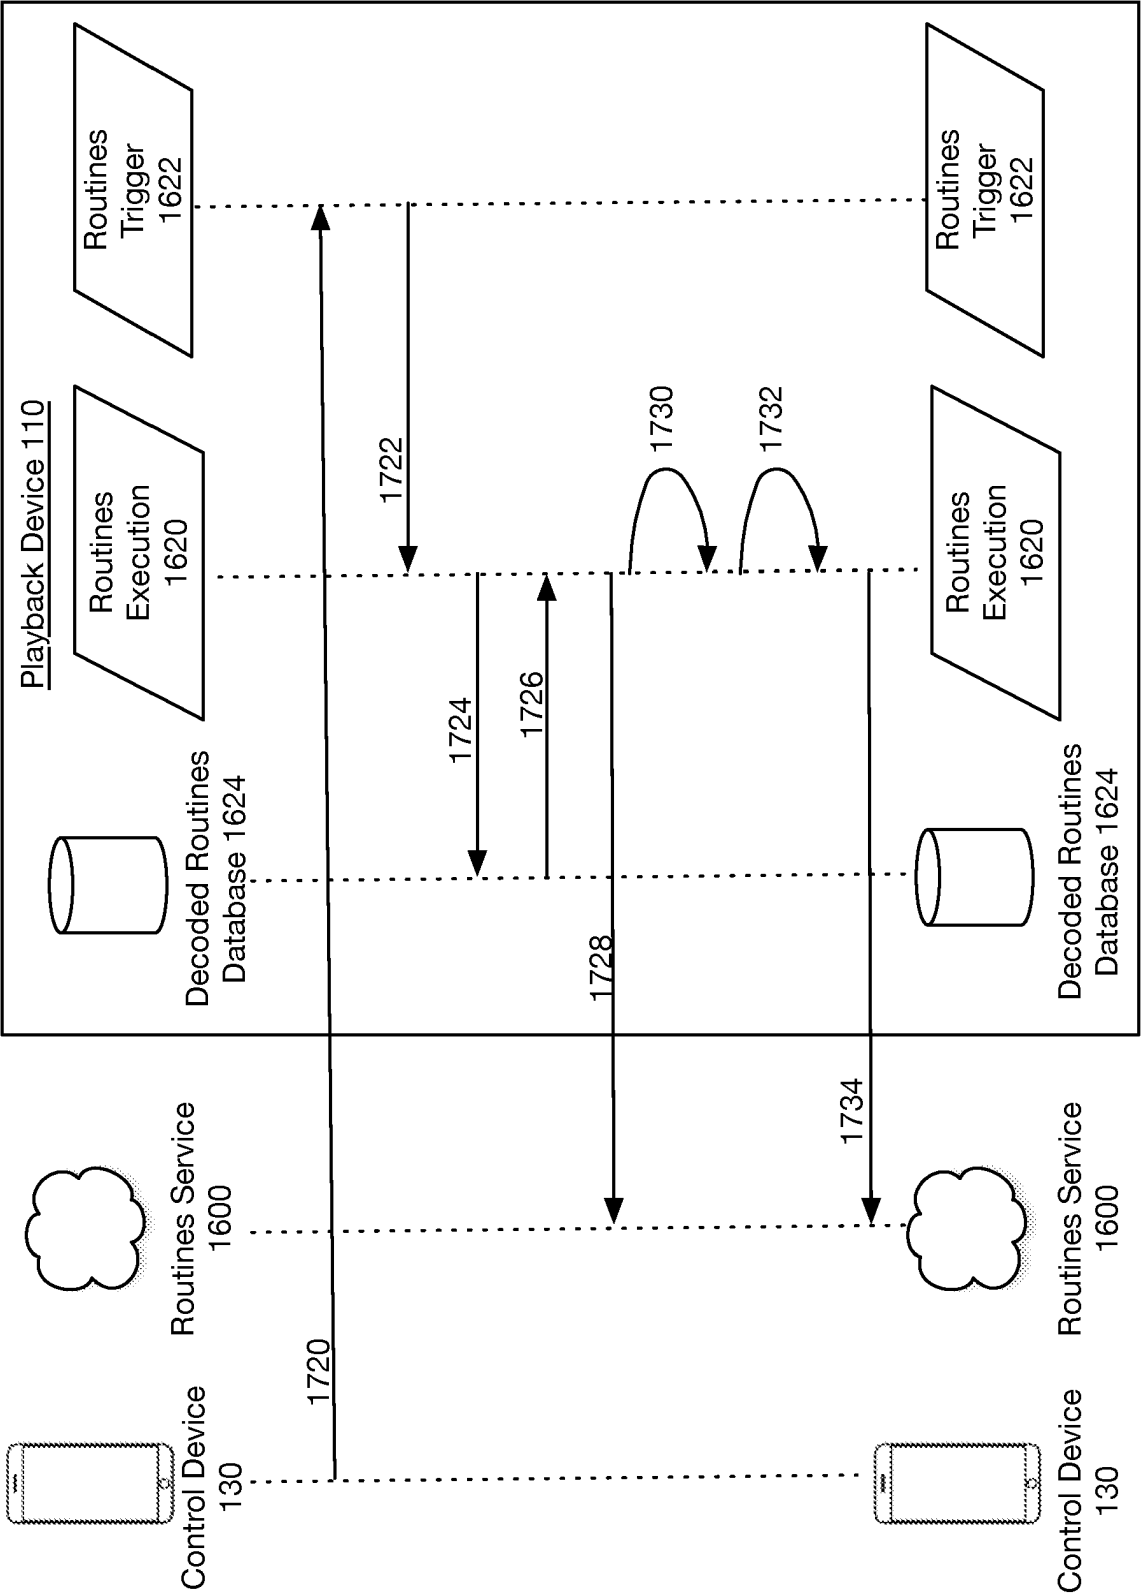 Playback Device 110
Control Device
130
Routines Service
1600
Decoded Routines
Database 1624
Routines
Execution
1620
Routines
Trigger
1622
1720
1722
1724
1726
1728
1730
1732
1734
Control Device
130
Routines Service
1600
Decoded Routines
Database 1624
Routines
Execution
1620
Routines
Trigger
1622